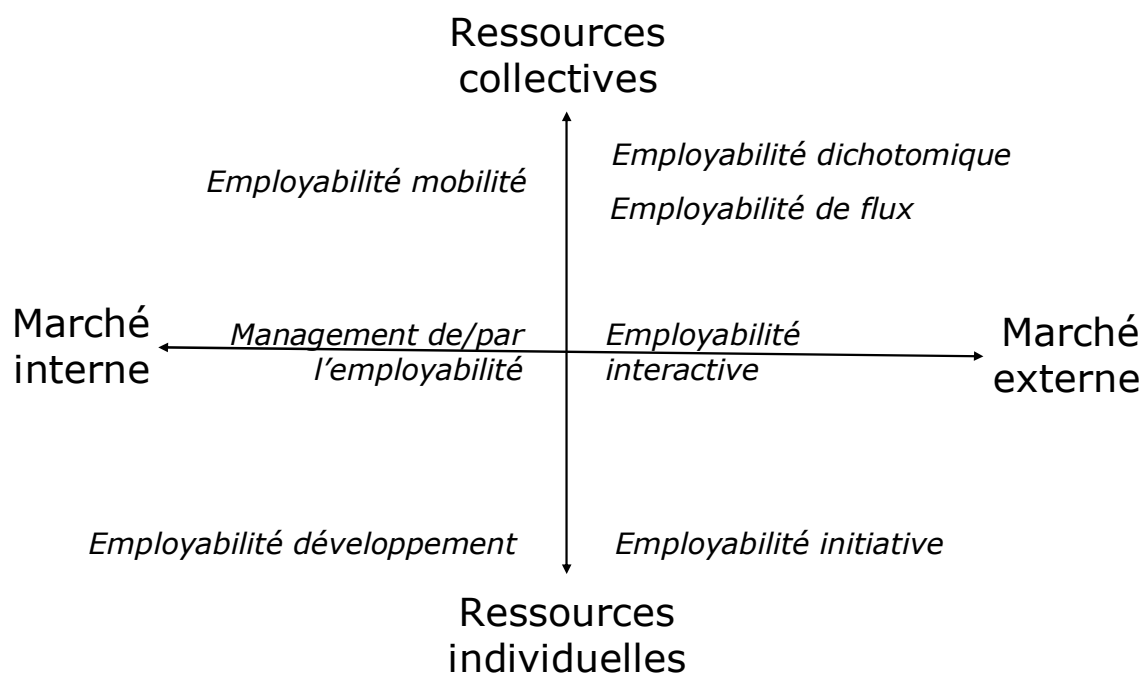 Ressources
collectives
Employabilité dichotomique
Employabilité mobilité
Employabilité de flux
Marché
interne
Management de/par
l’employabilité
Employabilité
interactive
Marché
externe
Employabilité développement
Employabilité initiative
Ressources
individuelles